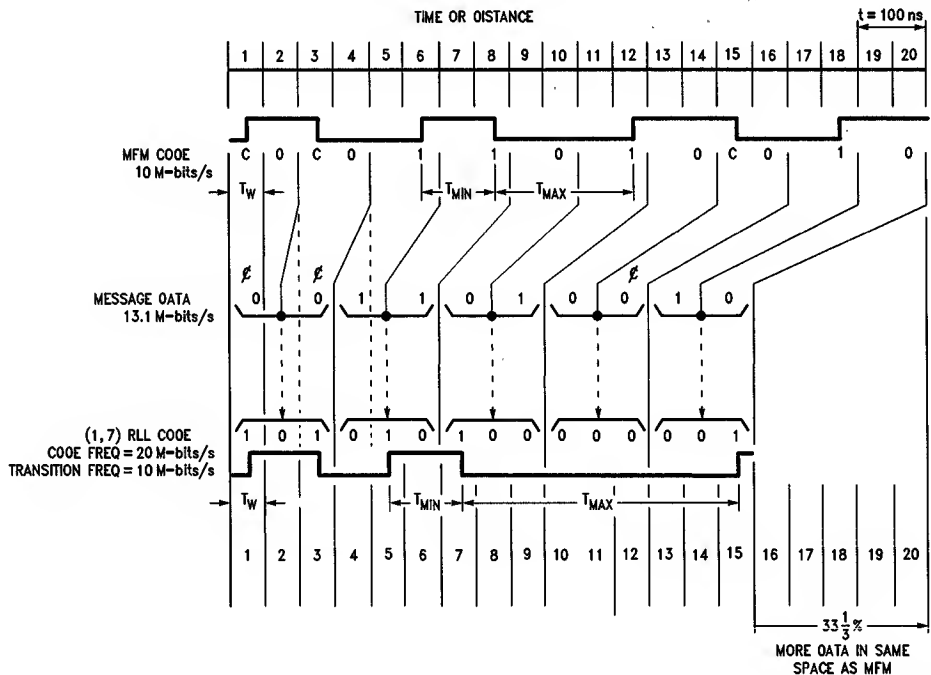 TIME OR OISTANCE
t = 100 ns
1 2 3 4 5 6 7 8 9 10 11 12 13 14 15 16 17 18 19 20
MFM COOE
10 M-bits/s
C 0 C 0 1 1 0 1 0 C 0 1 0
TW
TMIN
TMAX
₡ ₡ ₡
MESSAGE OATA
13.1 M-bits/s
0 0 1 1 0 1 0 0 1 0
(1,7) RLL COOE
COOE FREQ = 20 M-bits/s
TRANSITION FREQ = 10 M-bits/s
1 0 1 0 1 0 1 0 0 0 0 0 0 0 1
TW
TMIN
TMAX
1 2 3 4 5 6 7 8 9 10 11 12 13 14 15 16 17 18 19 20
33 1/3 %
MORE OATA IN SAME
SPACE AS MFM